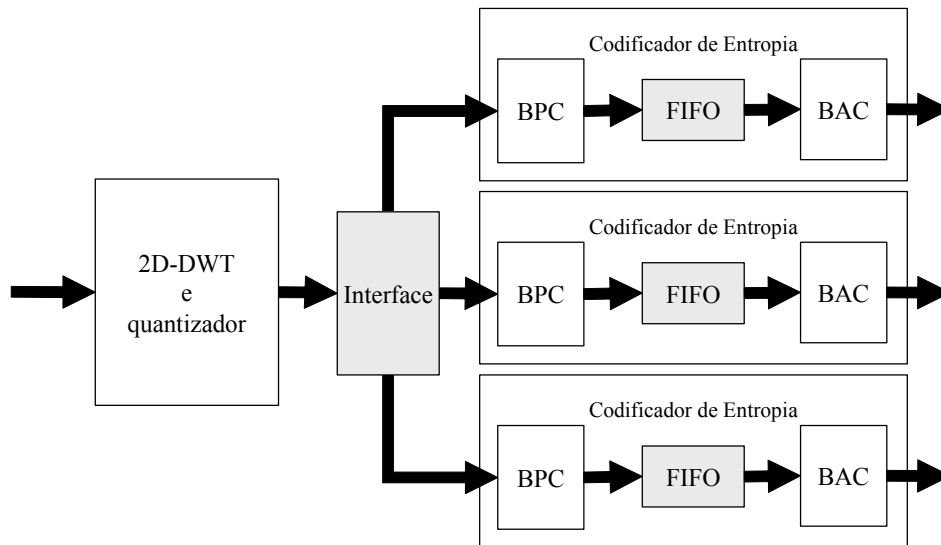 Codificador de Entropia
BPC
FIFO
BAC
2D-DWT
e
quantizador
Interface
Codificador de Entropia
BPC
FIFO
BAC
Codificador de Entropia
BPC
FIFO
BAC